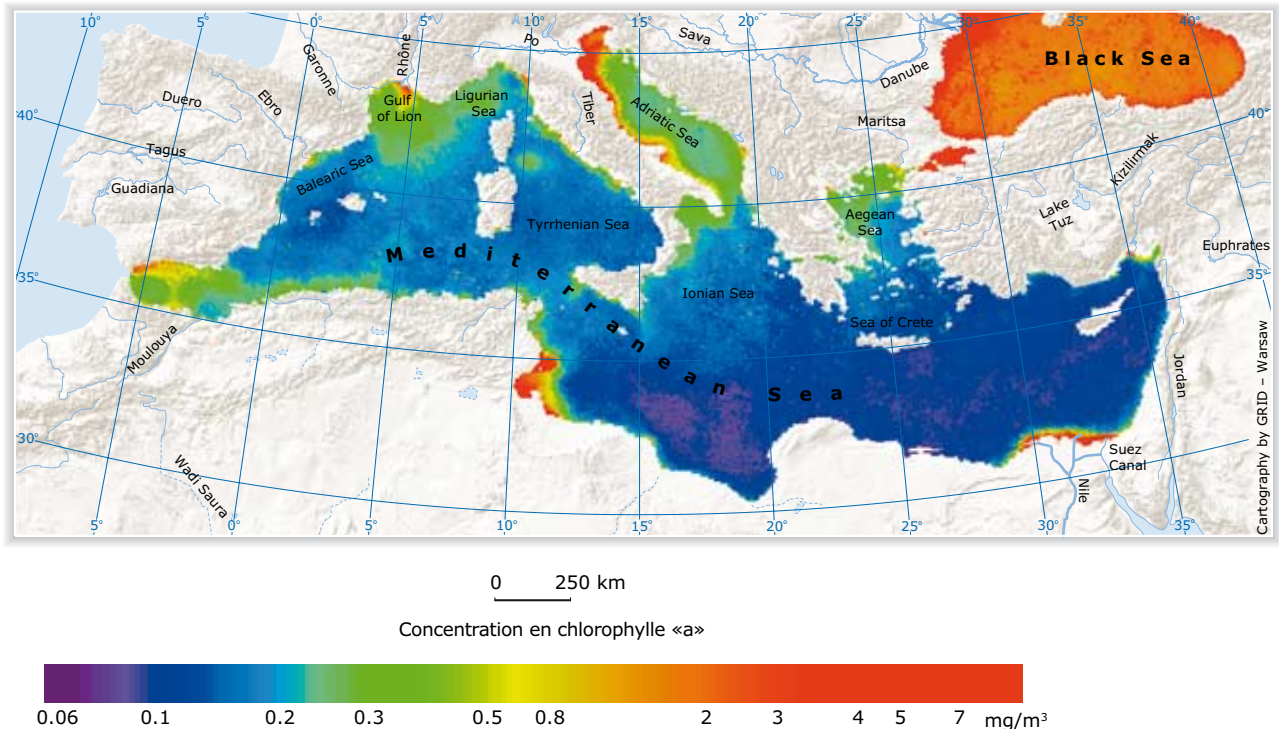 10° 5° 0° 5° 10° 15° 20° 25° 30° 35° 40°
Garonne
Rhône
Po
Sava
Danube
Black Sea
Duero
Ebro
Gulf
of Lion
Ligurian
Sea
Tiber
Adriatic Sea
Maritsa
40°
40°
Tagus
Guadiana
Balearic Sea
Tyrrhenian Sea
Aegean
Sea
Lake
Tuz
Kizilirmak
Euphrates
35°
35°
Mediterranean Sea
Ionian Sea
Sea of Crete
Moulouya
Jordan
30°
Wadi Saura
Suez
Canal
Nile
5° 0° 5° 10° 15° 20° 25° 30° 35°
Cartography by GRID – Warsaw
0 250 km
Concentration en chlorophylle «a»
0.06 0.1 0.2 0.3 0.5 0.8 2 3 4 5 7 mg/m³